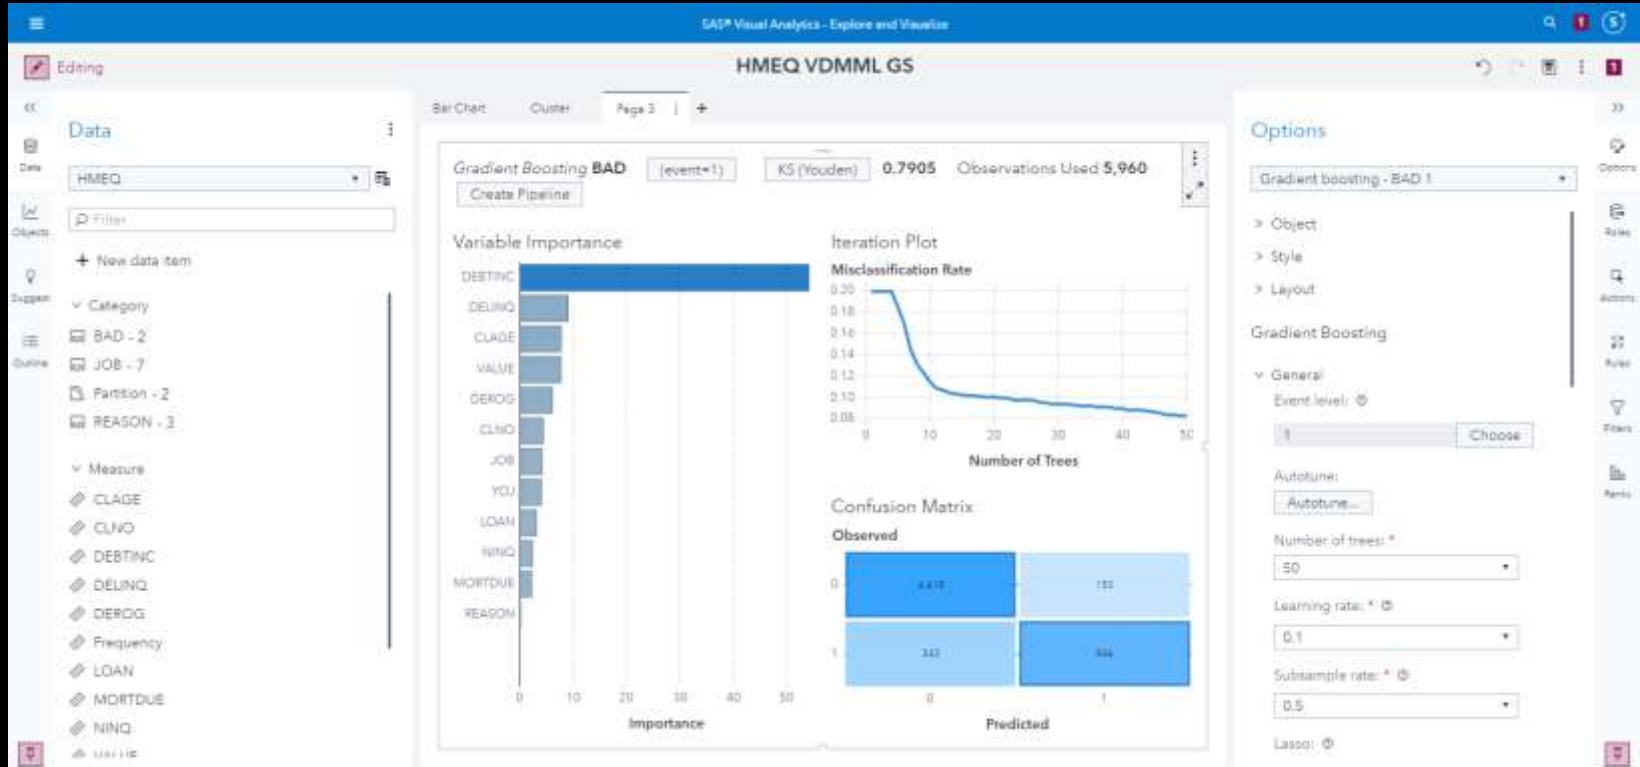 SAS® Visual Analytics - Explore and Visualize
1
S
Editing
HMEQ VDMML GS
1
Data
Objects
Suggest
Outline
Data
HMEQ
Filter
+ New data item
Category
BAD - 2
JOB - 7
Partition - 2
REASON - 3
Measure
CLAGE
CLNO
DEBTINC
DELINQ
DEROG
Frequency
LOAN
MORTDUE
NINQ
VALUE
Bar Chart
Cluster
Page 3
+
Gradient Boosting BAD (event=1) KS (Youden) 0.7905 Observations Used 5,960
Create Pipeline
Variable Importance
DEBTINC
DELINQ
CLAGE
VALUE
DEROG
CLNO
JOB
YOJ
LOAN
NINQ
MORTDUE
REASON
0 10 20 30 40 50
Importance
Iteration Plot
Misclassification Rate
0.20
0.18
0.16
0.14
0.12
0.10
0.08
0 10 20 30 40 50
Number of Trees
Confusion Matrix
Observed
0
1
0 1
Predicted
Options
Gradient boosting - BAD 1
> Object
> Style
> Layout
Gradient Boosting
General
Event level:
1
Choose
Autotune:
Autotune...
Number of trees: *
50
Learning rate: *
0.1
Subsample rate: *
0.5
Lasso:
Options
Roles
Actions
Rules
Filters
Ranks